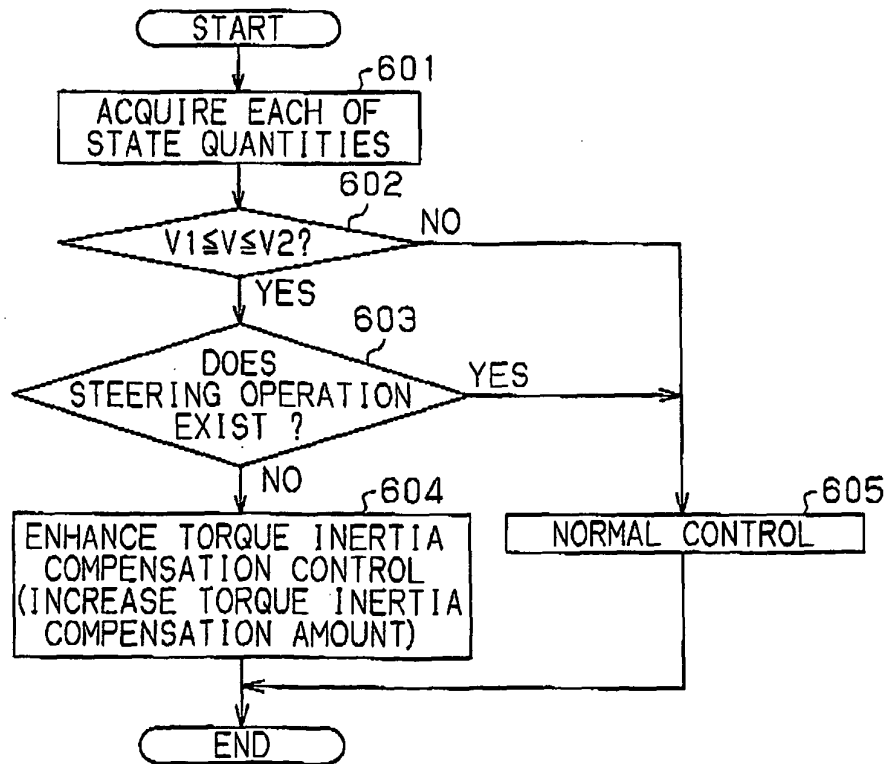 START
601
ACQUIRE EACH OF
STATE QUANTITIES
602
V1≦V≦V2?
NO
YES
603
DOES
STEERING OPERATION
EXIST ?
YES
NO
604
ENHANCE TORQUE INERTIA
COMPENSATION CONTROL
(INCREASE TORQUE INERTIA
COMPENSATION AMOUNT)
605
NORMAL CONTROL
END